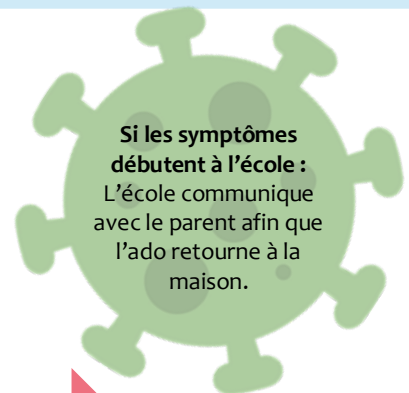 Si les symptômes
débutent à l’école :
L’école communique
avec le parent afin que
l’ado retourne à la
maison.